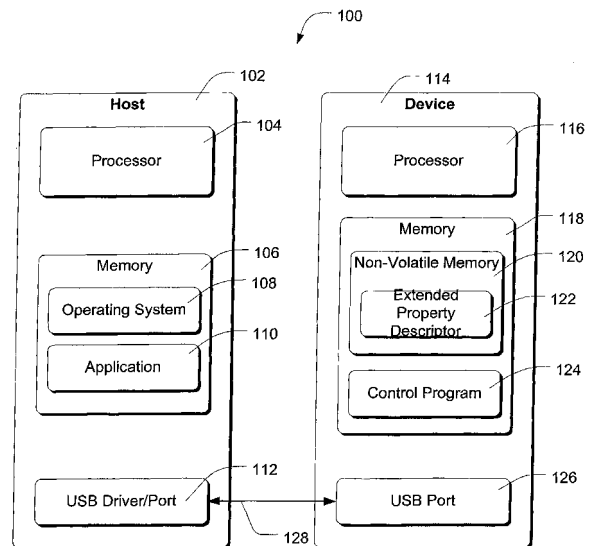 100
102
114
Host
Device
104
116
Processor
Processor
118
106
Memory
Memory
120
108
Non-Volatile Memory
Operating System
Extended
Property
Descriptor
122
110
Application
124
Control Program
112
126
USB Driver/Port
USB Port
128